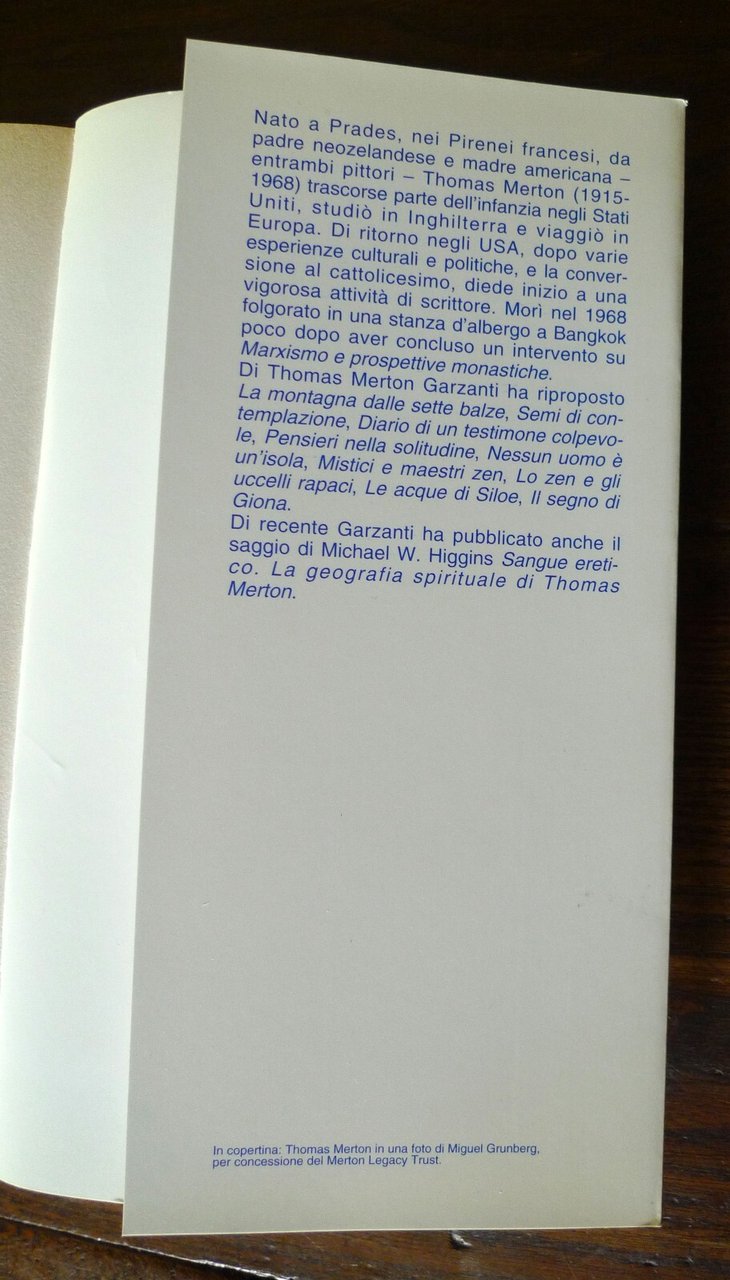 Nato a Prades, nei Pirenei francesi, da
padre neozelandese e madre americana –
entrambi pittori – Thomas Merton (1915-
1968) trascorse parte dell'infanzia negli Stati
Uniti, studiò in Inghilterra e viaggiò in
Europa. Di ritorno negli USA, dopo varie
esperienze culturali e politiche, e la conver-
sione al cattolicesimo, diede inizio a una
vigorosa attività di scrittore. Morì nel 1968
folgorato in una stanza d'albergo a Bangkok
poco dopo aver concluso un intervento su
Marxismo e prospettive monastiche.
Di Thomas Merton Garzanti ha riproposto
La montagna dalle sette balze, Semi di con-
templazione, Diario di un testimone colpevo-
le, Pensieri nella solitudine, Nessun uomo è
un'isola, Mistici e maestri zen, Lo zen e gli
uccelli rapaci, Le acque di Siloe, Il segno di
Giona.
Di recente Garzanti ha pubblicato anche il
saggio di Michael W. Higgins Sangue ereti-
co. La geografia spirituale di Thomas
Merton.
In copertina: Thomas Merton in una foto di Miguel Grunberg,
per concessione del Merton Legacy Trust.